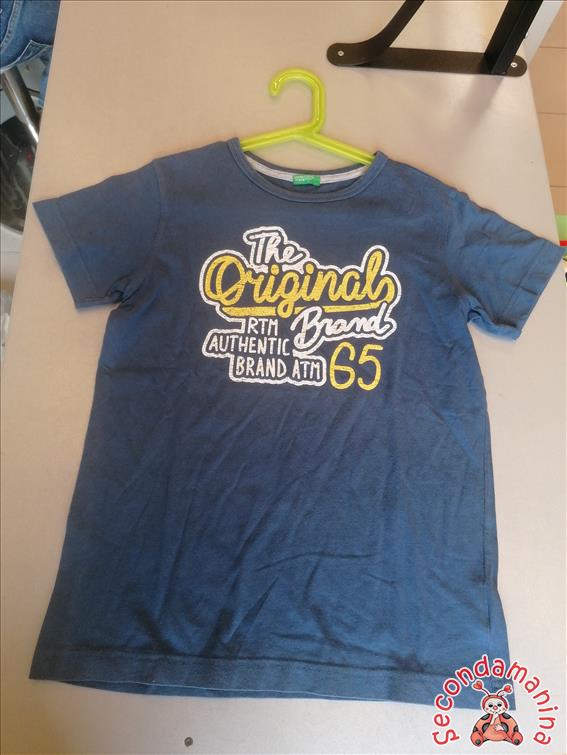 The
Original
Brand
RTM
AUTHENTIC
BRAND ATM
65
Secondamanina